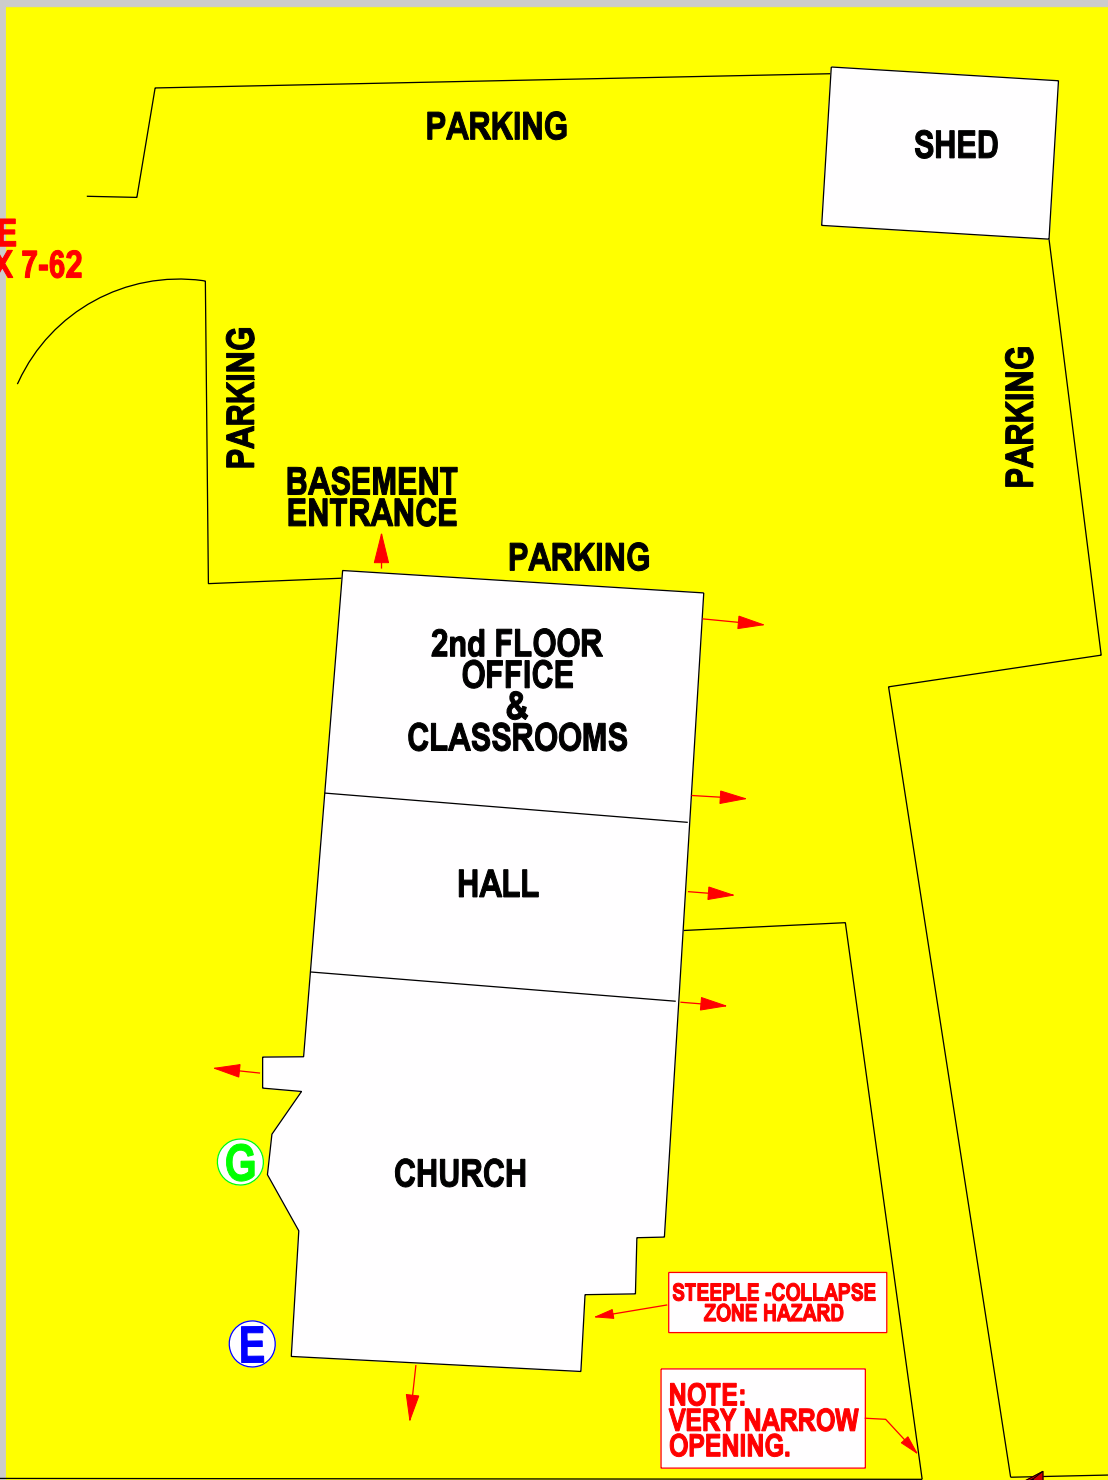 PARKING
SHED
E
X 7-62
PARKING
PARKING
BASEMENT
ENTRANCE
PARKING
2nd FLOOR
OFFICE
&
CLASSROOMS
HALL
CHURCH
G
STEEPLE -COLLAPSE
ZONE HAZARD
E
NOTE:
VERY NARROW
OPENING.